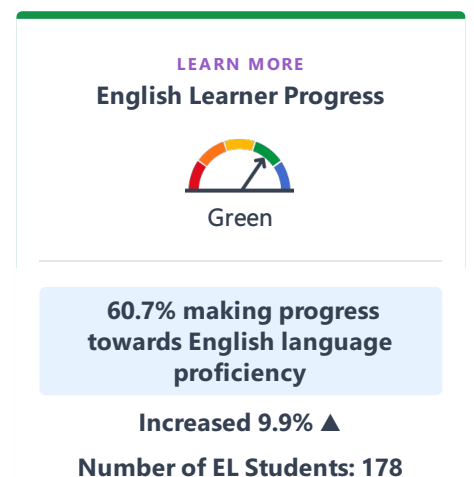 LEARN MORE
English Learner Progress
Green
60.7% making progress
towards English language
proficiency
Increased 9.9% ▲
Number of EL Students: 178